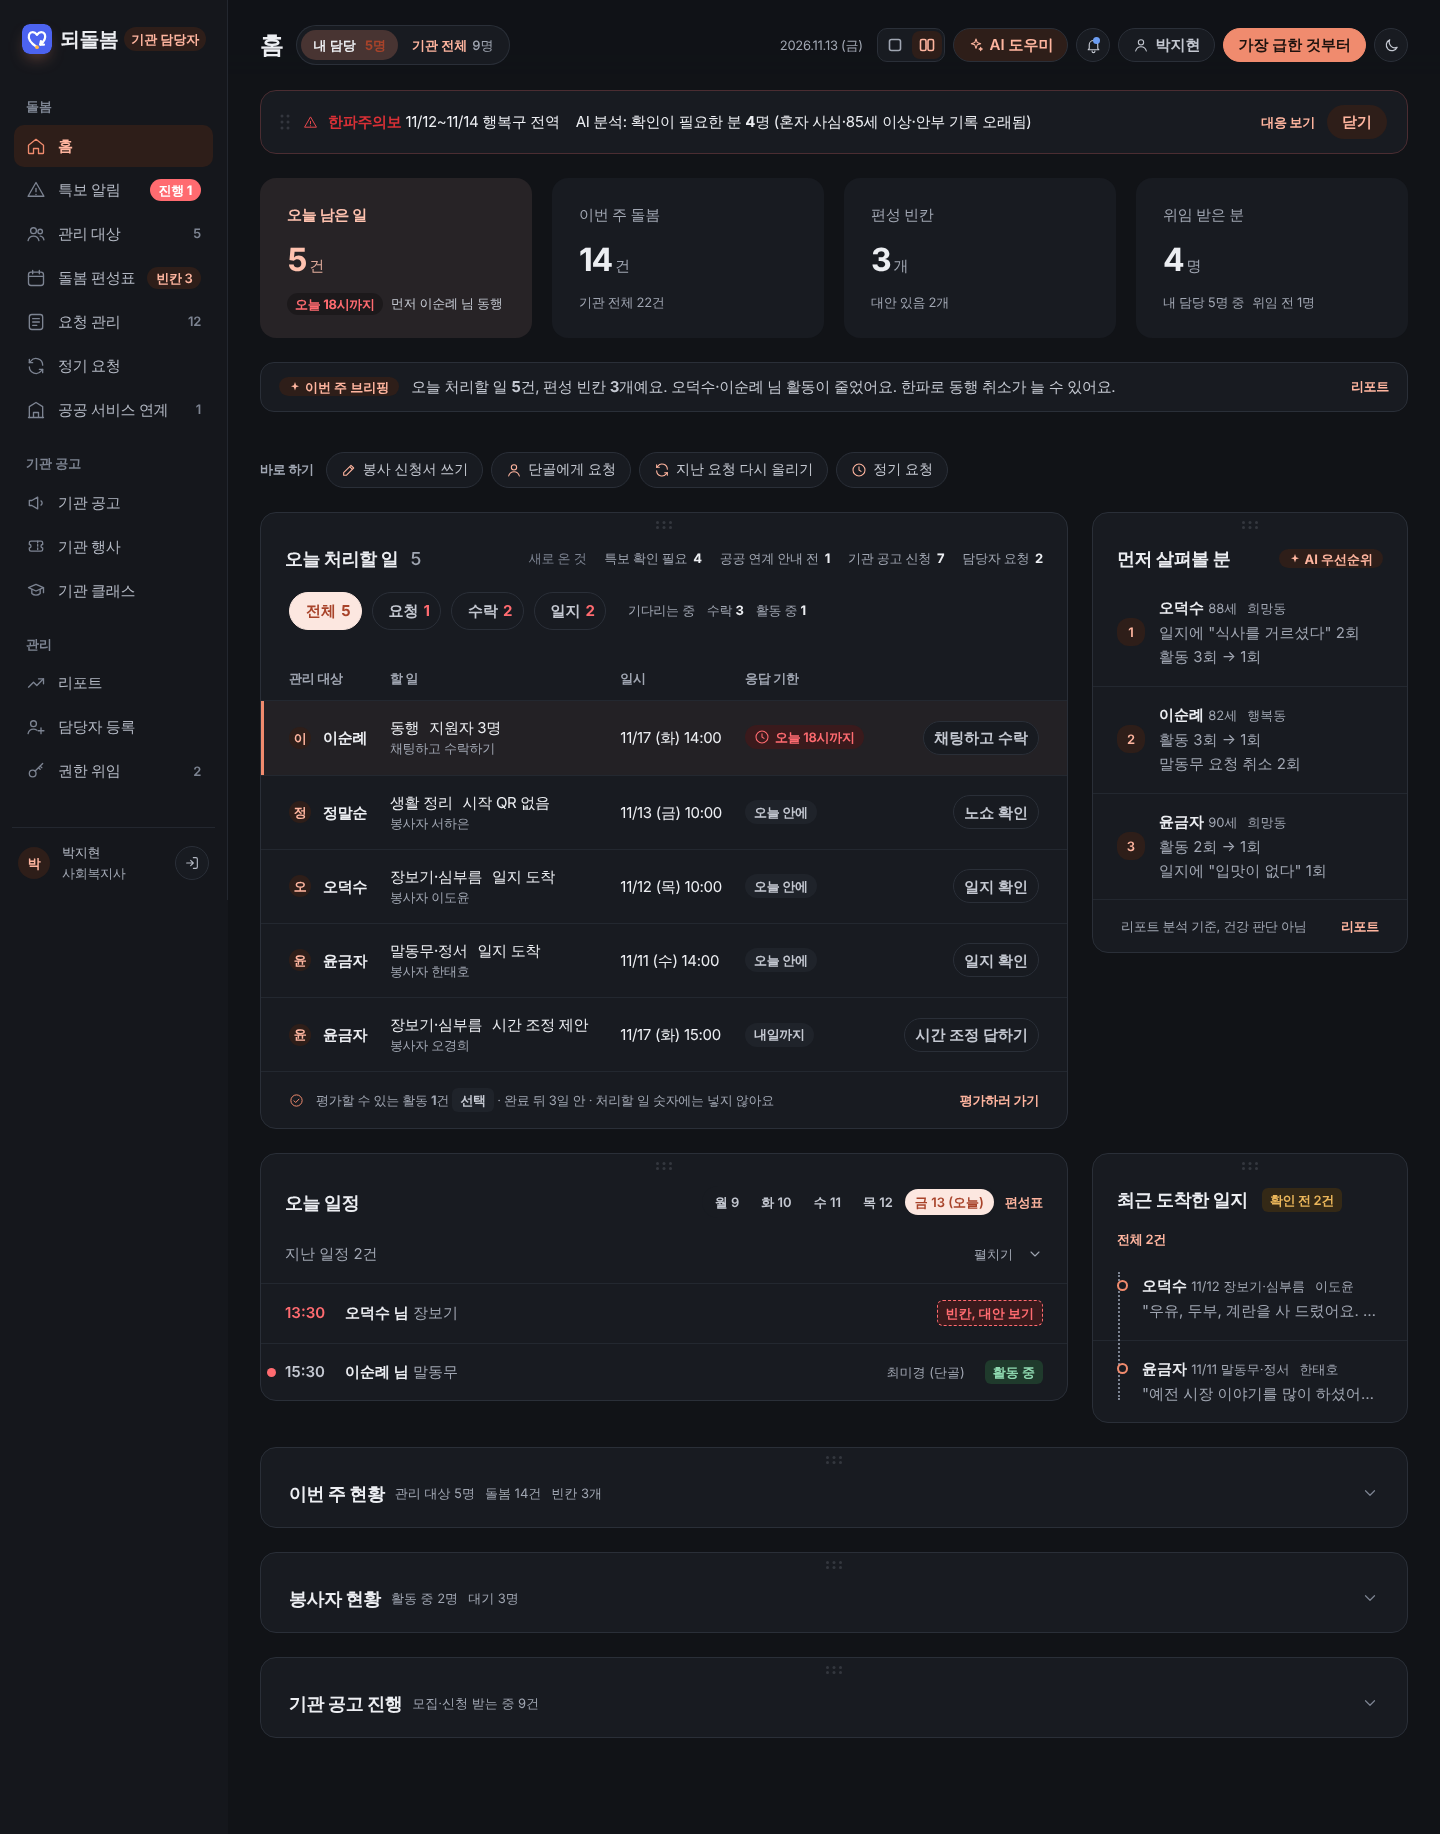 되돌봄 기관 담당자
돌봄
홈
특보 알림 진행 1
관리 대상 5
돌봄 편성표 빈칸 3
요청 관리 12
정기 요청
공공 서비스 연계 1
기관 공고
기관 공고
기관 행사
기관 클래스
관리
리포트
담당자 등록
권한 위임 2
박 박지현
사회복지사
홈 내 담당 5명 기관 전체 9명 2026.11.13 (금) AI 도우미 박지현 가장 급한 것부터
한파주의보 11/12~11/14 행복구 전역 AI 분석: 확인이 필요한 분 4명 (혼자 사심·85세 이상·안부 기록 오래됨) 대응 보기 닫기
오늘 남은 일
5건
오늘 18시까지 먼저 이순례 님 동행
이번 주 돌봄
14건
기관 전체 22건
편성 빈칸
3개
대안 있음 2개
위임 받은 분
4명
내 담당 5명 중 위임 전 1명
이번 주 브리핑 오늘 처리할 일 5건, 편성 빈칸 3개예요. 오덕수·이순례 님 활동이 줄었어요. 한파로 동행 취소가 늘 수 있어요. 리포트
바로 하기 봉사 신청서 쓰기 단골에게 요청 지난 요청 다시 올리기 정기 요청
오늘 처리할 일 5 새로 온 것 특보 확인 필요 4 공공 연계 안내 전 1 기관 공고 신청 7 담당자 요청 2
전체 5 요청 1 수락 2 일지 2 기다리는 중 수락 3 활동 중 1
관리 대상 할 일 일시 응답 기한
이 이순례 동행 지원자 3명 11/17 (화) 14:00 오늘 18시까지 채팅하고 수락
채팅하고 수락하기
정 정말순 생활 정리 시작 QR 없음 11/13 (금) 10:00 오늘 안에 노쇼 확인
봉사자 서하은
오 오덕수 장보기·심부름 일지 도착 11/12 (목) 10:00 오늘 안에 일지 확인
봉사자 이도윤
윤 윤금자 말동무·정서 일지 도착 11/11 (수) 14:00 오늘 안에 일지 확인
봉사자 한태호
윤 윤금자 장보기·심부름 시간 조정 제안 11/17 (화) 15:00 내일까지 시간 조정 답하기
봉사자 오경희
평가할 수 있는 활동 1건 선택 · 완료 뒤 3일 안 · 처리할 일 숫자에는 넣지 않아요 평가하러 가기
먼저 살펴볼 분 AI 우선순위
1 오덕수 88세 희망동
일지에 "식사를 거르셨다" 2회
활동 3회 → 1회
2 이순례 82세 행복동
활동 3회 → 1회
말동무 요청 취소 2회
3 윤금자 90세 희망동
활동 2회 → 1회
일지에 "입맛이 없다" 1회
리포트 분석 기준, 건강 판단 아님 리포트
오늘 일정 월 9 화 10 수 11 목 12 금 13 (오늘) 편성표
지난 일정 2건 펼치기
13:30 오덕수 님 장보기 빈칸, 대안 보기
15:30 이순례 님 말동무 최미경 (단골) 활동 중
최근 도착한 일지 확인 전 2건
전체 2건
오덕수 11/12 장보기·심부름 이도윤
"우유, 두부, 계란을 사 드렸어요. ...
윤금자 11/11 말동무·정서 한태호
"예전 시장 이야기를 많이 하셨어...
이번 주 현황 관리 대상 5명 돌봄 14건 빈칸 3개
봉사자 현황 활동 중 2명 대기 3명
기관 공고 진행 모집·신청 받는 중 9건